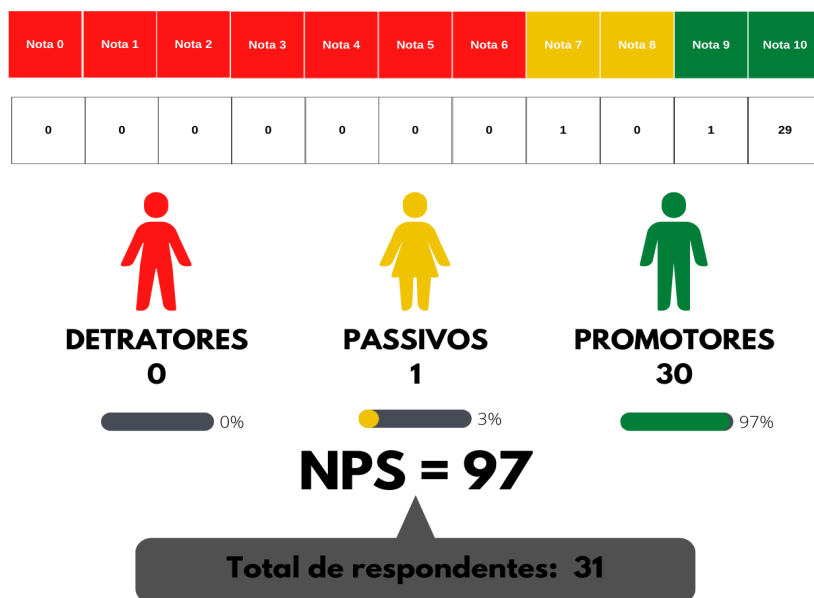 Nota 0 Nota 1 Nota 2 Nota 3 Nota 4 Nota 5 Nota 6 Nota 7 Nota 8 Nota 9 Nota 10
0 0 0 0 0 0 0 1 0 1 29
DETRATORES PASSIVOS PROMOTORES
0 1 30
0% 3% 97%
NPS = 97
Total de respondentes: 31